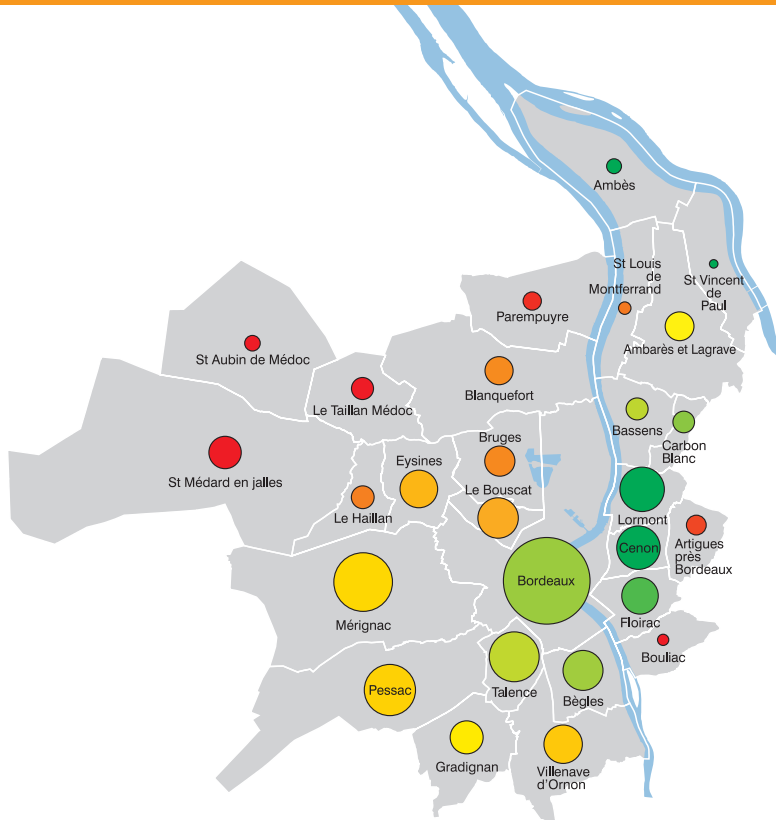 Ambès
St Louis
de
Montferrand
St Vincent
de
Paul
Parempuyre
Ambarès et Lagrave
St Aubin de Médoc
Le Taillan Médoc
Blanquefort
Bassens
Carbon
Blanc
Bruges
Eysines
St Médard en jalles
Le Bouscat
Le Haillan
Lormont
Cenon
Artigues
près
Bordeaux
Bordeaux
Mérignac
Floirac
Bouliac
Pessac
Talence
Bègles
Gradignan
Villenave
d'Ornon